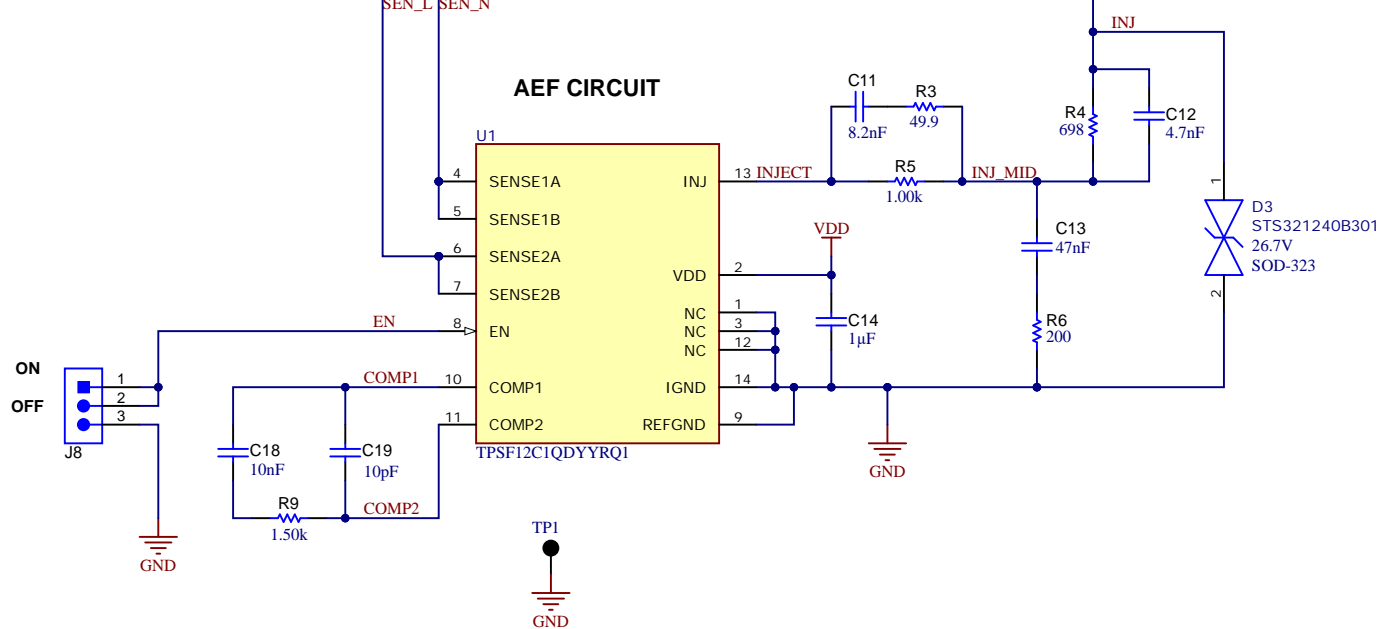 SEN_L SEN_N
INJ
AEF CIRCUIT
C11
8.2nF
R3
49.9
R4
698
C12
4.7nF
U1
4 SENSE1A
5 SENSE1B
6 SENSE2A
7 SENSE2B
8 EN
10 COMP1
11 COMP2
INJ 13 INJECT
VDD 2
NC 1
NC 3
NC 12
IGND 14
REFGND 9
TPSF12C1QDYYRQ1
R5
1.00k
INJ_MID
VDD
C13
47nF
1
D3
STS321240B301
26.7V
SOD-323
2
C14
1µF
R6
200
GND
EN
ON
OFF
1
2
3
J8
GND
COMP1
C18
10nF
C19
10pF
R9
1.50k
COMP2
TP1
GND